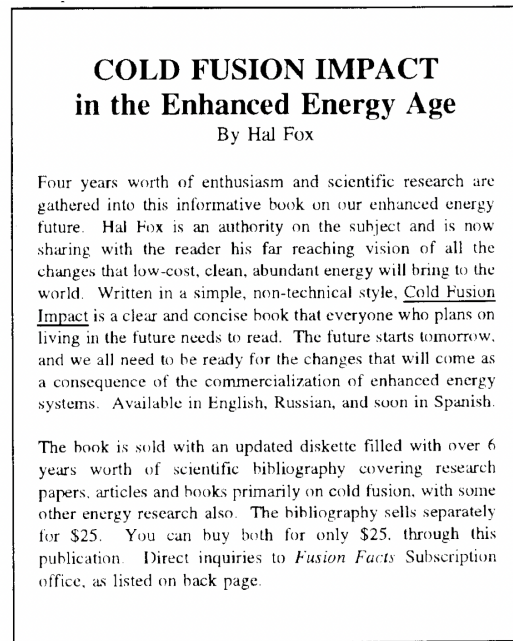 COLD FUSION IMPACT
in the Enhanced Energy Age
By Hal Fox
Four years worth of enthusiasm and scientific research are
gathered into this informative book on our enhanced energy
future. Hal Fox is an authority on the subject and is now
sharing with the reader his far reaching vision of all the
changes that low-cost, clean, abundant energy will bring to the
world. Written in a simple, non-technical style, Cold Fusion
Impact is a clear and concise book that everyone who plans on
living in the future needs to read. The future starts tomorrow,
and we all need to be ready for the changes that will come as
a consequence of the commercialization of enhanced energy
systems. Available in English, Russian, and soon in Spanish.
The book is sold with an updated diskette filled with over 6
years worth of scientific bibliography covering research
papers, articles and books primarily on cold fusion, with some
other energy research also. The bibliography sells separately
for $25. You can buy both for only $25, through this
publication. Direct inquiries to Fusion Facts Subscription
office, as listed on back page.